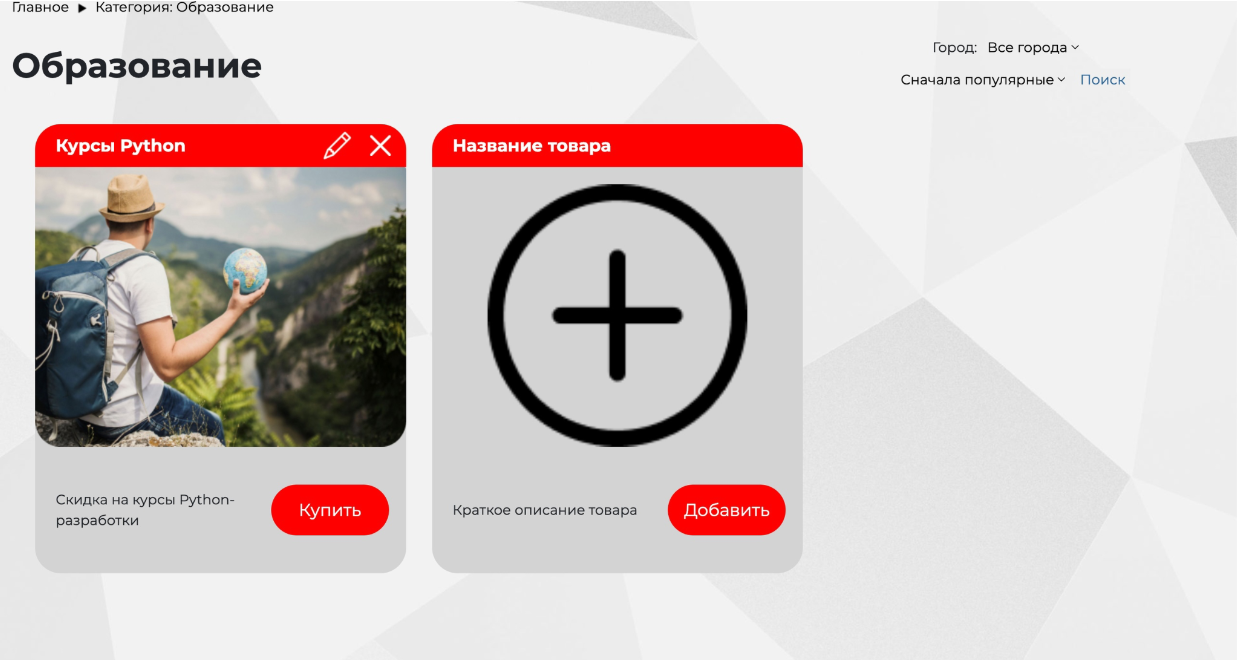 Главное ▶ Категория: Образование
Образование
Город: Все города
Сначала популярные Поиск
Курсы Python
Скидка на курсы Python-
разработки
Купить
Название товара
Краткое описание товара
Добавить